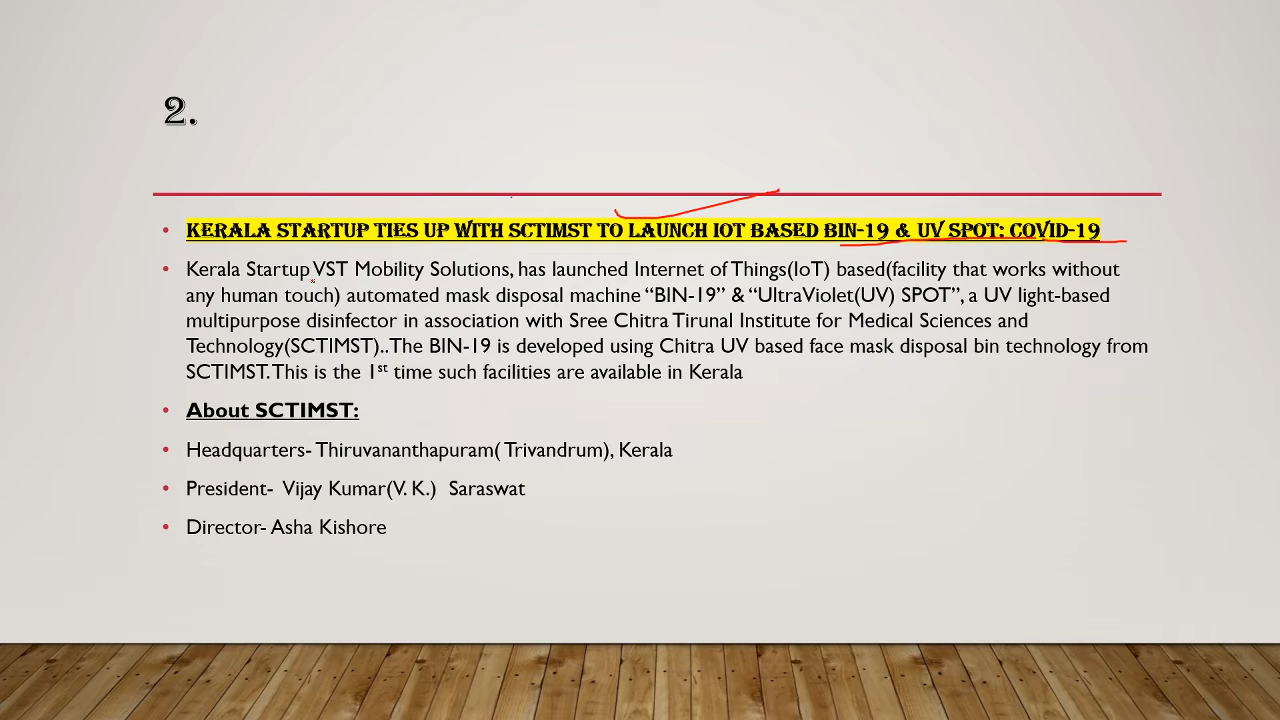 2.
KERALA STARTUP TIES UP WITH SCTIMST TO LAUNCH IOT BASED BIN-19 & UV SPOT: COVID-19
Kerala Startup VST Mobility Solutions, has launched Internet of Things(IoT) based(facility that works without
any human touch) automated mask disposal machine “BIN-19” & “UltraViolet(UV) SPOT”, a UV light-based
multipurpose disinfector in association with Sree Chitra Tirunal Institute for Medical Sciences and
Technology(SCTIMST)..The BIN-19 is developed using Chitra UV based face mask disposal bin technology from
SCTIMST. This is the 1st time such facilities are available in Kerala
About SCTIMST:
Headquarters- Thiruvananthapuram( Trivandrum), Kerala
President- Vijay Kumar(V. K.) Saraswat
Director- Asha Kishore